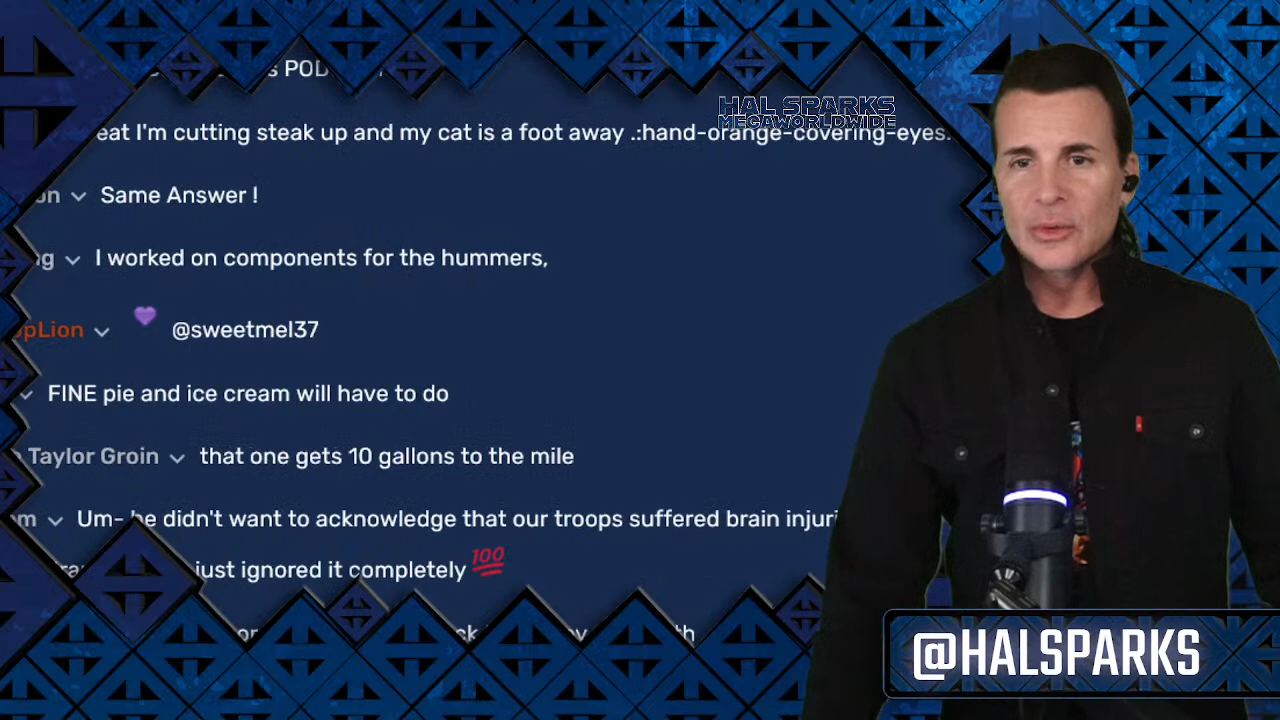 POD
HAL SPARKS
MEGAWORLDWIDE
eat I'm cutting steak up and my cat is a foot away .:hand-orange-covering-eyes:
on Same Answer !
ng I worked on components for the hummers,
opLion 💜 @sweetmel37
FINE pie and ice cream will have to do
Taylor Groin that one gets 10 gallons to the mile
Um- he didn't want to acknowledge that our troops suffered brain injuri
just ignored it completely 💯
@HALSPARKS